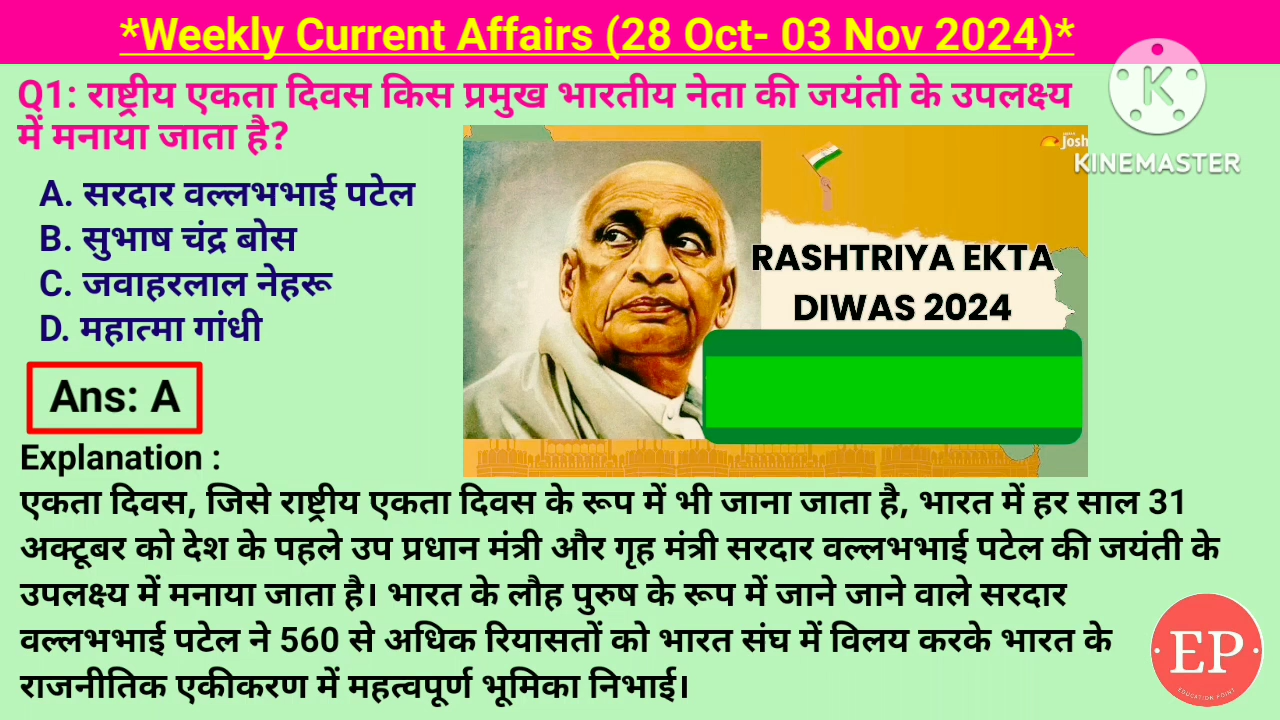 *Weekly Current Affairs (28 Oct- 03 Nov 2024)*
Q1: राष्ट्रीय एकता दिवस किस प्रमुख भारतीय नेता की जयंती के उपलक्ष्य
में मनाया जाता है?
A. सरदार वल्लभभाई पटेल
B. सुभाष चंद्र बोस
C. जवाहरलाल नेहरू
D. महात्मा गांधी
Ans: A
K
KINEMASTER
Josh
RASHTRIYA EKTA
DIWAS 2024
Explanation :
एकता दिवस, जिसे राष्ट्रीय एकता दिवस के रूप में भी जाना जाता है, भारत में हर साल 31
अक्टूबर को देश के पहले उप प्रधान मंत्री और गृह मंत्री सरदार वल्लभभाई पटेल की जयंती के
उपलक्ष्य में मनाया जाता है। भारत के लौह पुरुष के रूप में जाने जाने वाले सरदार
वल्लभभाई पटेल ने 560 से अधिक रियासतों को भारत संघ में विलय करके भारत के
राजनीतिक एकीकरण में महत्वपूर्ण भूमिका निभाई।
EP
EDUCATION POINT